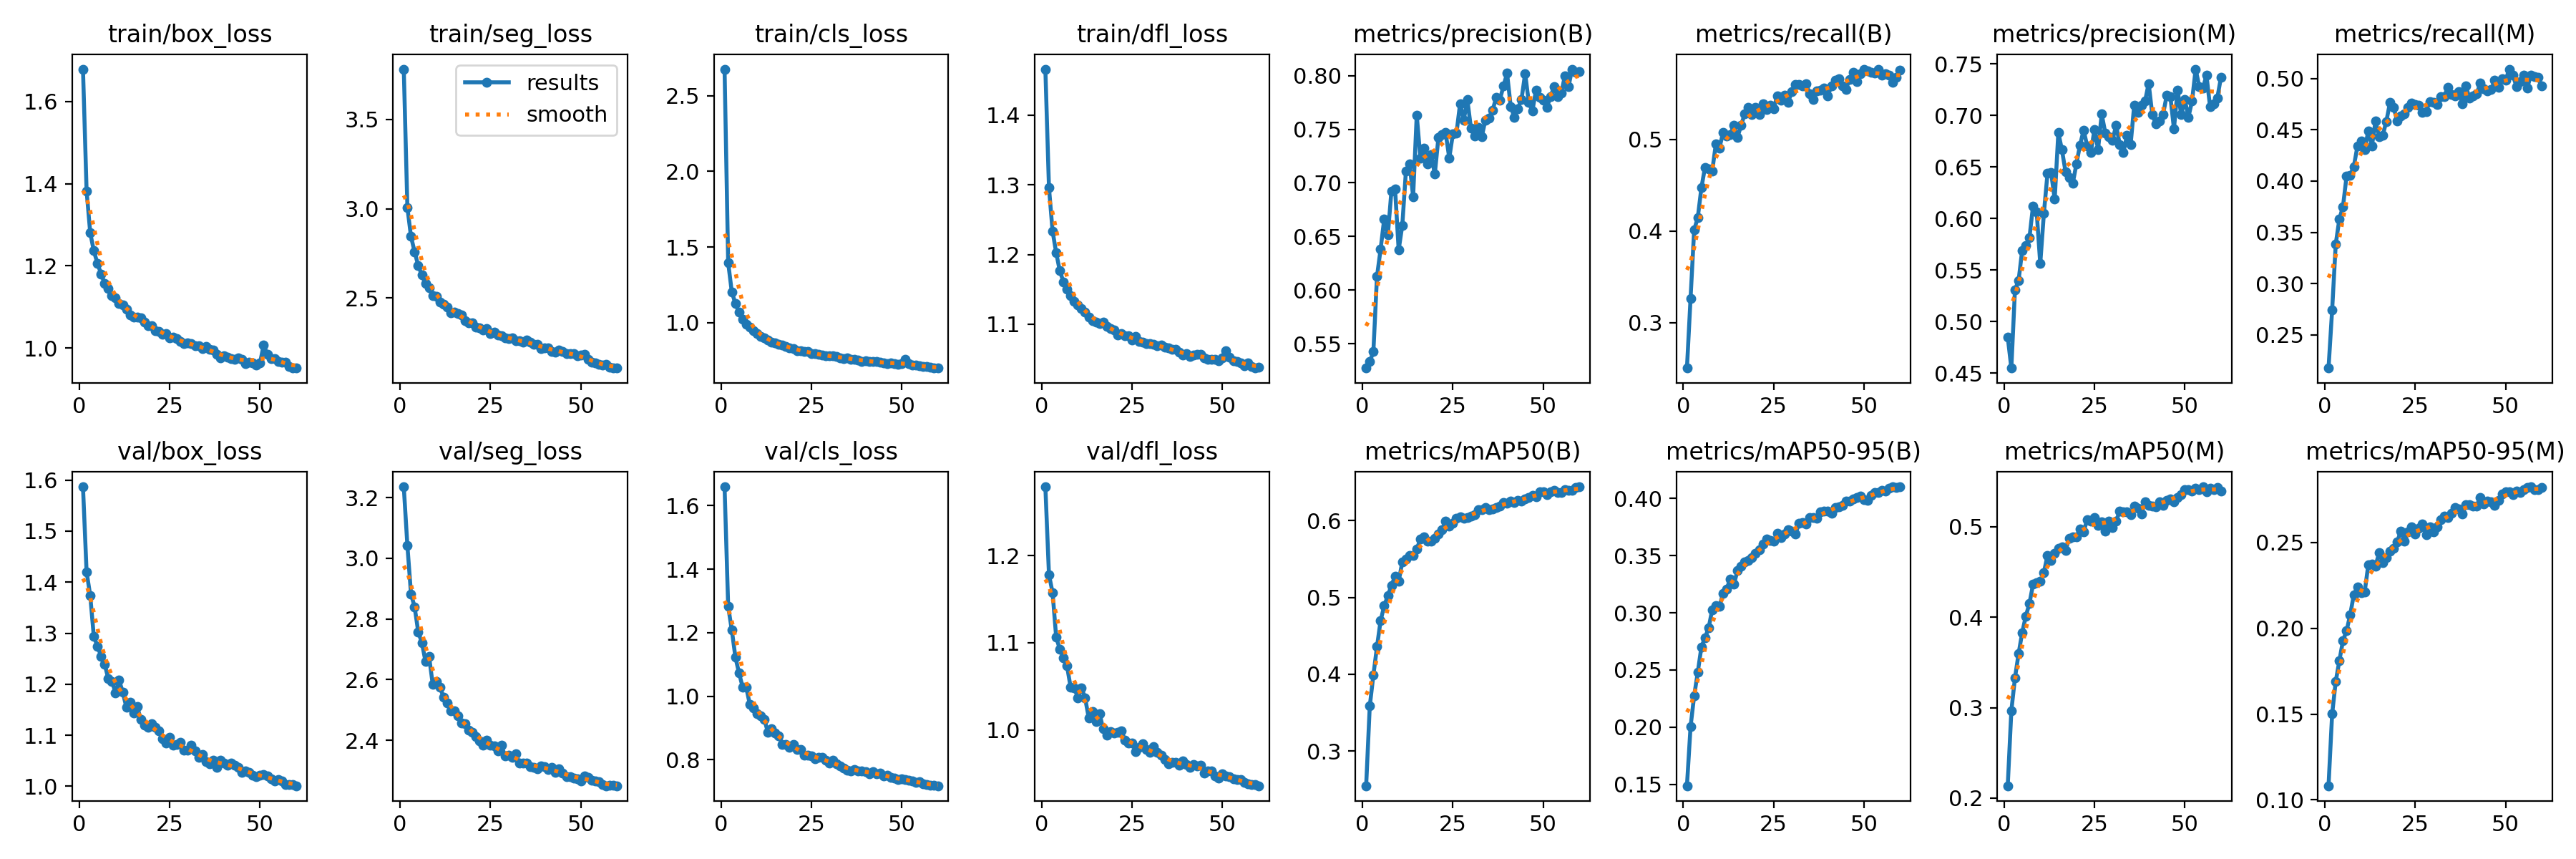 train/box_loss
1.6
1.4
1.2
1.0
0 25 50
train/seg_loss
results
smooth
3.5
3.0
2.5
0 25 50
train/cls_loss
2.5
2.0
1.5
1.0
0 25 50
train/dfl_loss
1.4
1.3
1.2
1.1
0 25 50
metrics/precision(B)
0.80
0.75
0.70
0.65
0.60
0.55
0 25 50
metrics/recall(B)
0.5
0.4
0.3
0 25 50
metrics/precision(M)
0.75
0.70
0.65
0.60
0.55
0.50
0.45
0 25 50
metrics/recall(M)
0.50
0.45
0.40
0.35
0.30
0.25
0 25 50
val/box_loss
1.6
1.5
1.4
1.3
1.2
1.1
1.0
0 25 50
val/seg_loss
3.2
3.0
2.8
2.6
2.4
0 25 50
val/cls_loss
1.6
1.4
1.2
1.0
0.8
0 25 50
val/dfl_loss
1.2
1.1
1.0
0 25 50
metrics/mAP50(B)
0.6
0.5
0.4
0.3
0 25 50
metrics/mAP50-95(B)
0.40
0.35
0.30
0.25
0.20
0.15
0 25 50
metrics/mAP50(M)
0.5
0.4
0.3
0.2
0 25 50
metrics/mAP50-95(M)
0.25
0.20
0.15
0.10
0 25 50